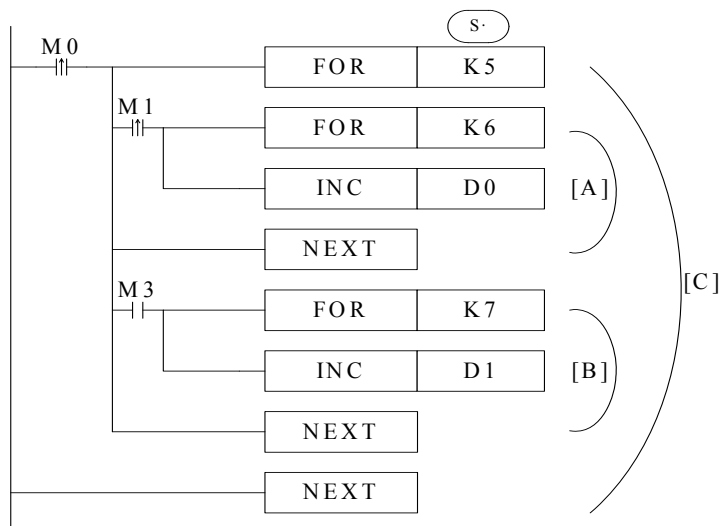 S·
M0
FOR K5
M1
FOR K6
INC D0 [A]
NEXT
[C]
M3
FOR K7
INC D1 [B]
NEXT
NEXT